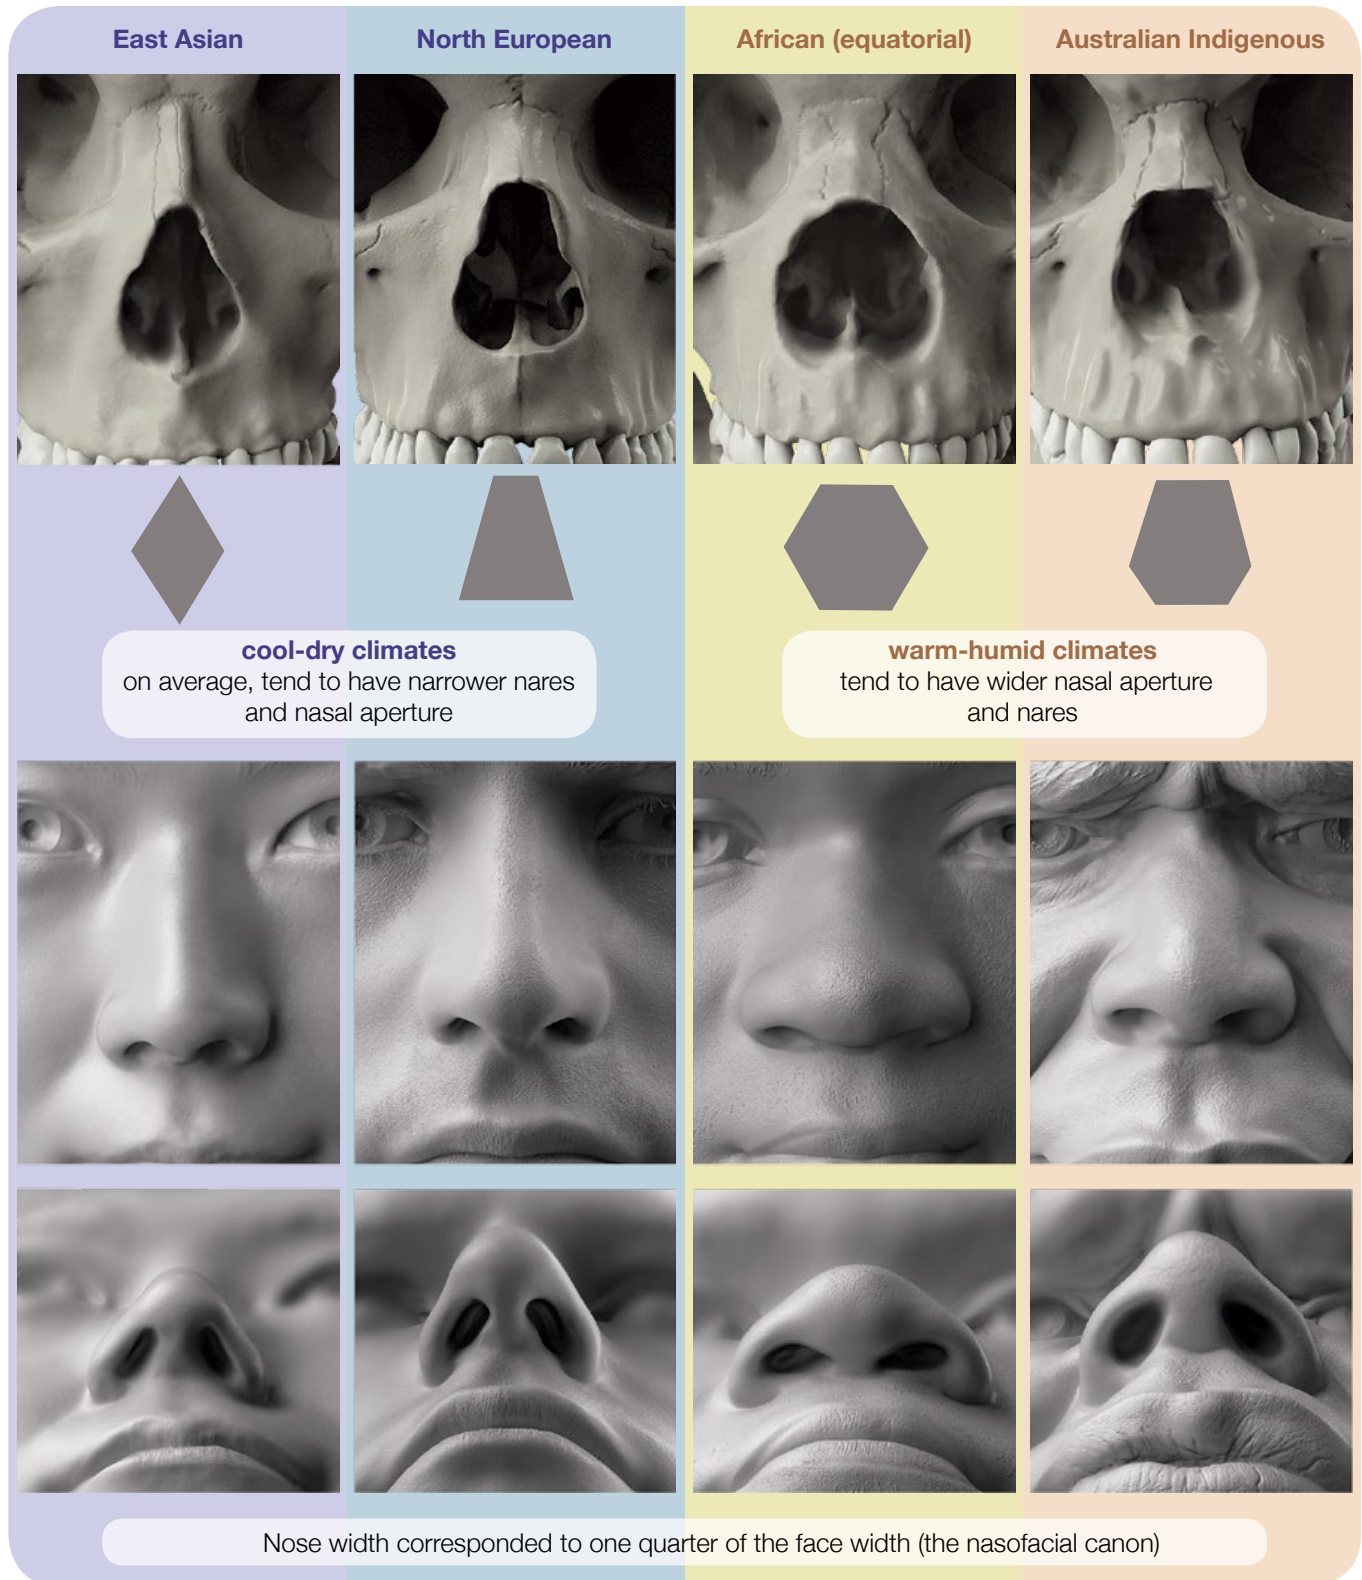 East Asian
North European
African (equatorial)
Australian Indigenous
cool-dry climates
on average, tend to have narrower nares
and nasal aperture
warm-humid climates
tend to have wider nasal aperture
and nares
Nose width corresponded to one quarter of the face width (the nasofacial canon)